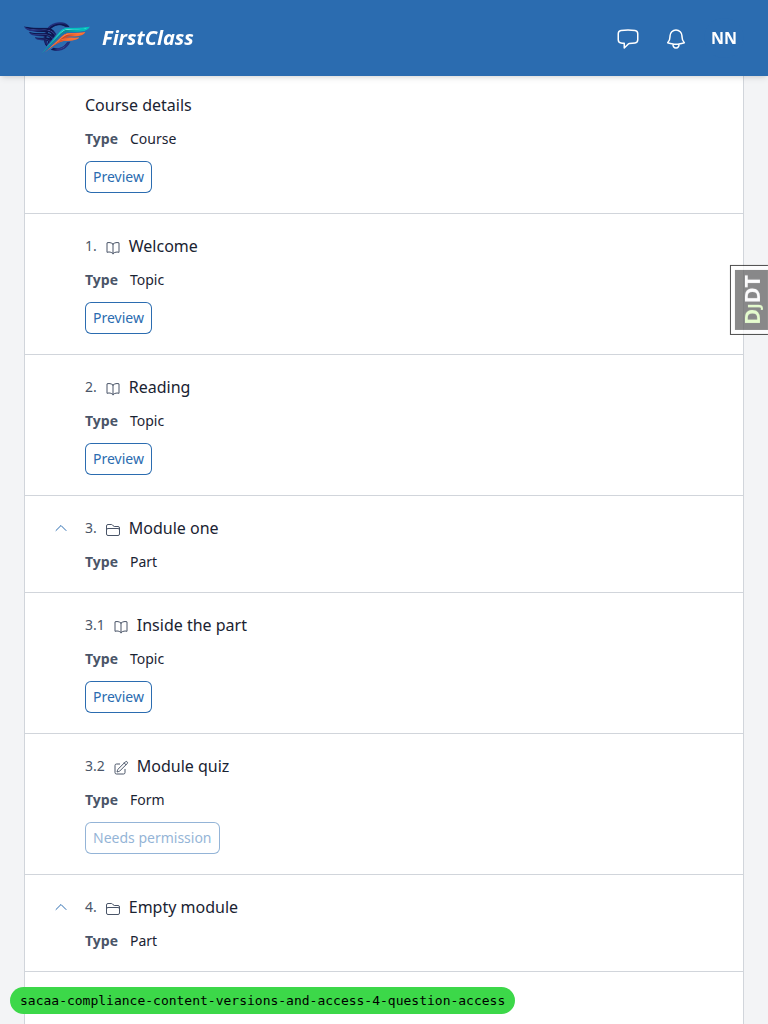 FirstClass
NN
Course details
Type Course
Preview
1. Welcome
Type Topic
Preview
DJDT
2. Reading
Type Topic
Preview
3. Module one
Type Part
3.1 Inside the part
Type Topic
Preview
3.2 Module quiz
Type Form
Needs permission
4. Empty module
Type Part
sacaa-compliance-content-versions-and-access-4-question-access